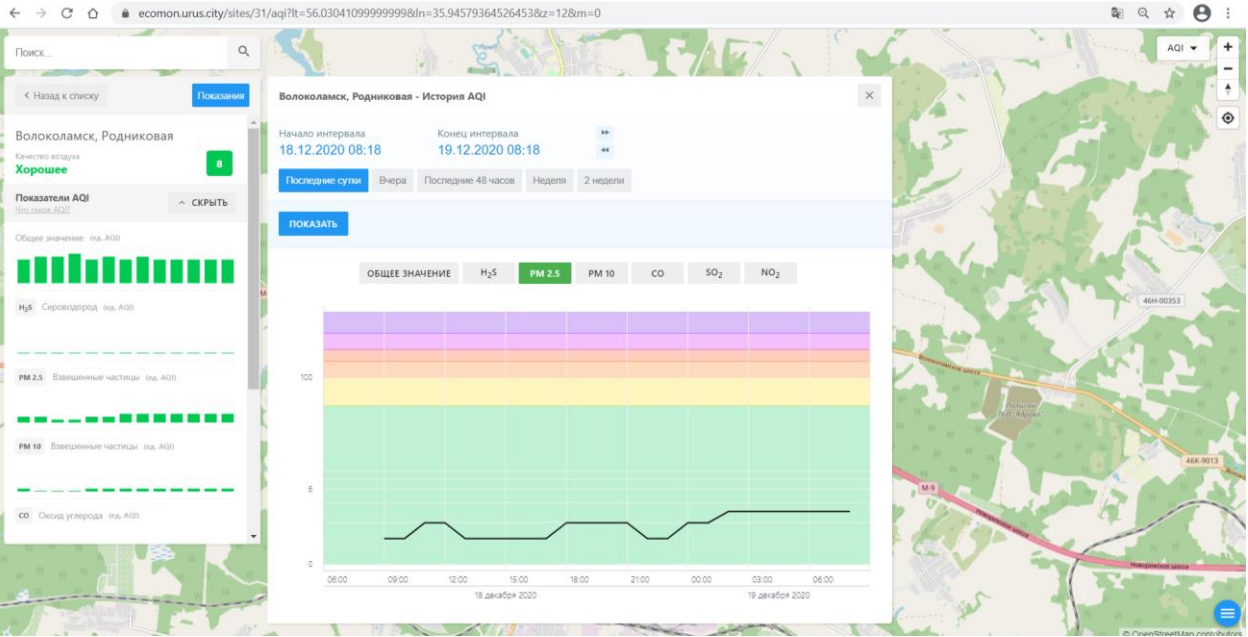 ecomon.urus.city/sites/31/aqi?lt=56.03041099999999&ln=35.94579364526453&z=12&m=0
Поиск...
AQI
Назад к списку
Показания
Волоколамск, Родниковая - История AQI
Волоколамск, Родниковая
Качество воздуха
Хорошее
8
Показатели AQI
Что такое AQI?
СКРЫТЬ
Общее значение (ед. AQI)
H2S Сероводород (ед. AQI)
PM 2.5 Взвешенные частицы (ед. AQI)
PM 10 Взвешенные частицы (ед. AQI)
CO Оксид углерода (ед. AQI)
Начало интервала
18.12.2020 08:18
Конец интервала
19.12.2020 08:18
Последние сутки Вчера Последние 48 часов Неделя 2 недели
ПОКАЗАТЬ
ОБЩЕЕ ЗНАЧЕНИЕ H2S PM 2.5 PM 10 CO SO2 NO2
100
6
0
06:00 09:00 12:00 15:00 18:00 21:00 00:00 03:00 06:00
18 декабря 2020 19 декабря 2020
46Н-00353
Волоколамское шоссе
Полигон
ТБО "Ядрово"
46К-9013
М-9
Новорижское шоссе
Новорижское шоссе
© OpenStreetMap contributors